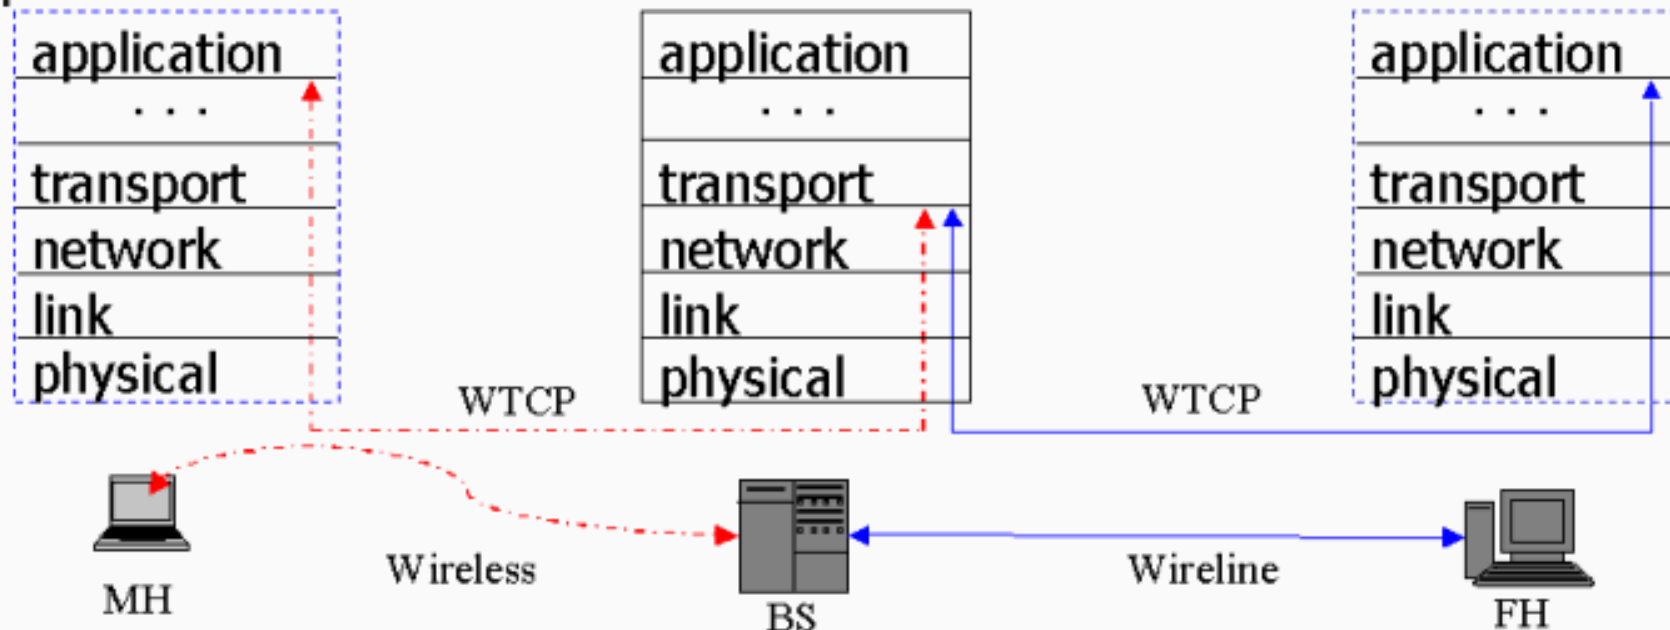 application
. . .
transport
network
link
physical
application
. . .
transport
network
link
physical
application
. . .
transport
network
link
physical
WTCP
WTCP
Wireless
Wireline
MH
BS
FH